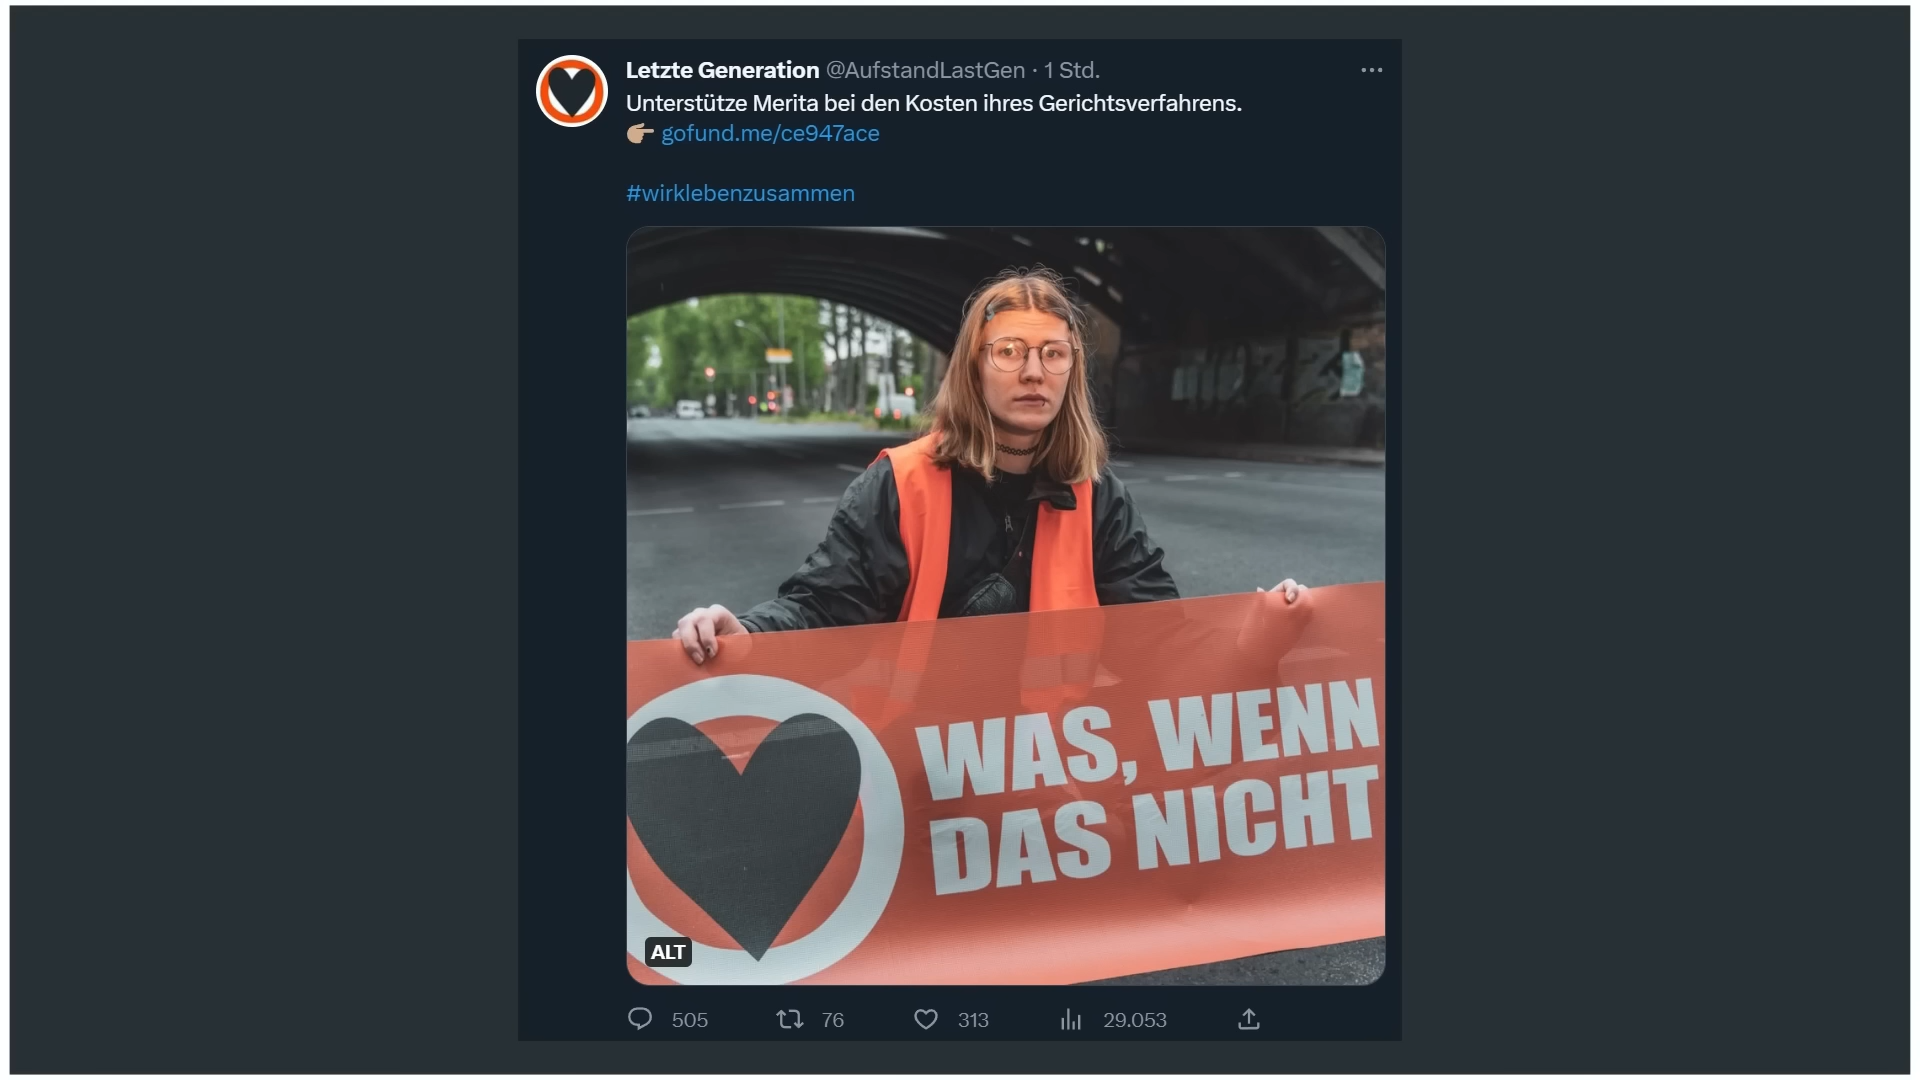 Letzte Generation @AufstandLastGen · 1 Std.
Unterstütze Merita bei den Kosten ihres Gerichtsverfahrens.
👉🏼 gofund.me/ce947ace
#wirklebenzusammen
WAS, WENN
DAS NICHT
ALT
505 76 313 29.053